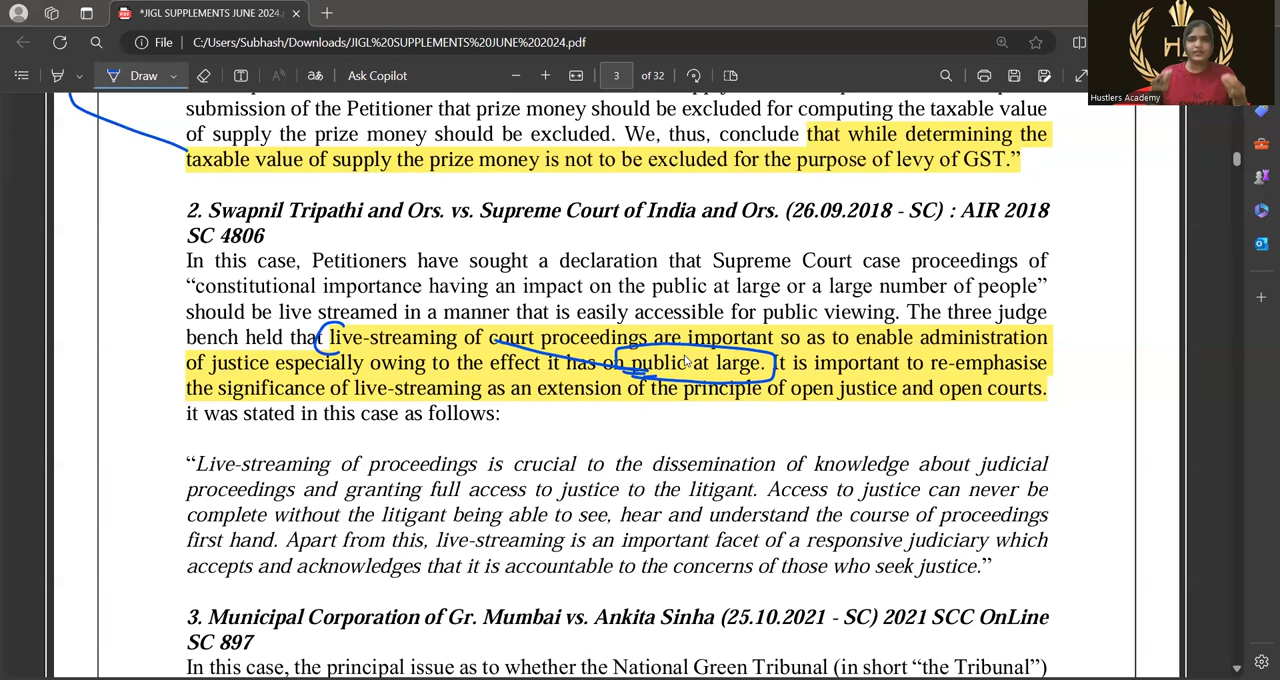 *JIGL SUPPLEMENTS JUNE 2024.
File C:/Users/Subhash/Downloads/JIGL%20SUPPLEMENTS%20JUNE%202024.pdf
Draw aあ Ask Copilot 3 of 32
Hustlers Academy
submission of the Petitioner that prize money should be excluded for computing the taxable value
of supply the prize money should be excluded. We, thus, conclude that while determining the
taxable value of supply the prize money is not to be excluded for the purpose of levy of GST.”
2. Swapnil Tripathi and Ors. vs. Supreme Court of India and Ors. (26.09.2018 - SC) : AIR 2018
SC 4806
In this case, Petitioners have sought a declaration that Supreme Court case proceedings of
“constitutional importance having an impact on the public at large or a large number of people”
should be live streamed in a manner that is easily accessible for public viewing. The three judge
bench held that live-streaming of court proceedings are important so as to enable administration
of justice especially owing to the effect it has on public at large. It is important to re-emphasise
the significance of live-streaming as an extension of the principle of open justice and open courts.
it was stated in this case as follows:
“Live-streaming of proceedings is crucial to the dissemination of knowledge about judicial
proceedings and granting full access to justice to the litigant. Access to justice can never be
complete without the litigant being able to see, hear and understand the course of proceedings
first hand. Apart from this, live-streaming is an important facet of a responsive judiciary which
accepts and acknowledges that it is accountable to the concerns of those who seek justice.”
3. Municipal Corporation of Gr. Mumbai vs. Ankita Sinha (25.10.2021 - SC) 2021 SCC OnLine
SC 897
In this case, the principal issue as to whether the National Green Tribunal (in short “the Tribunal”)